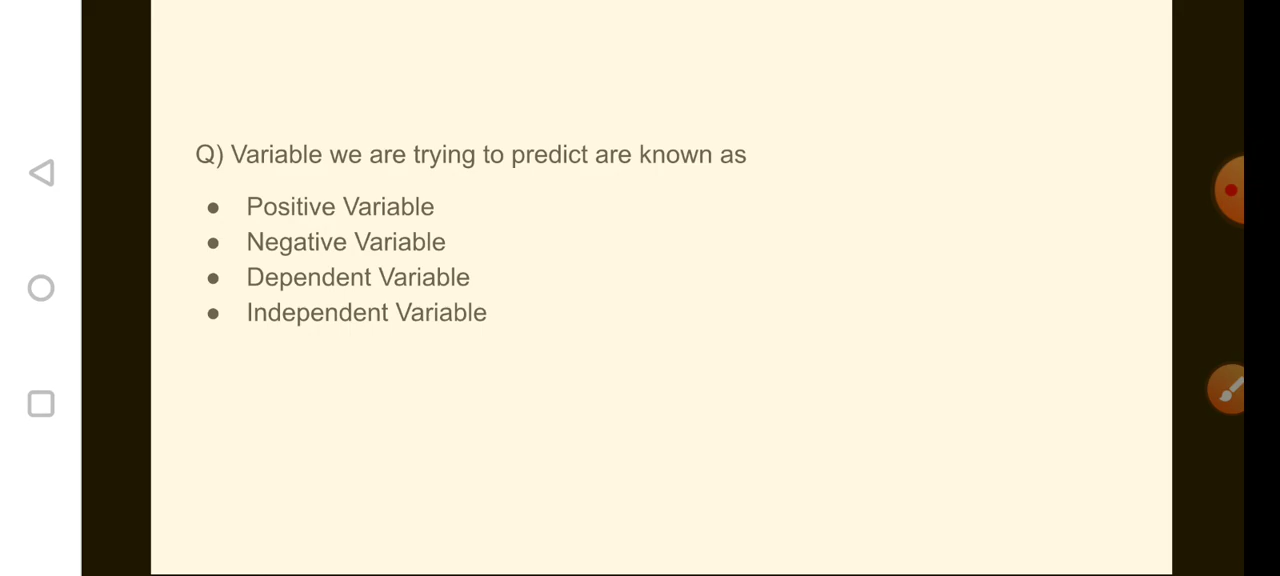 Q) Variable we are trying to predict are known as
● Positive Variable
● Negative Variable
● Dependent Variable
● Independent Variable